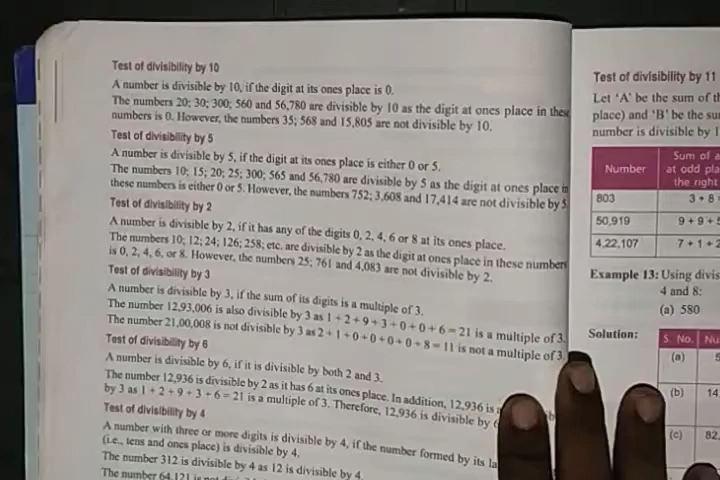 Test of divisibility by 10
A number is divisible by 10, if the digit at its ones place is 0.
The numbers 20; 30; 300; 560 and 56,780 are divisible by 10 as the digit at ones place in these
numbers is 0. However, the numbers 35; 568 and 15,805 are not divisible by 10.
Test of divisibility by 5
A number is divisible by 5, if the digit at its ones place is either 0 or 5.
The numbers 10; 15; 20; 25; 300; 565 and 56,780 are divisible by 5 as the digit at ones place in
these numbers is either 0 or 5. However, the numbers 752; 3,608 and 17,414 are not divisible by 5.
Test of divisibility by 2
A number is divisible by 2, if it has any of the digits 0, 2, 4, 6 or 8 at its ones place.
The numbers 10; 12; 24; 126; 258; etc. are divisible by 2 as the digit at ones place in these numbers
is 0, 2, 4, 6, or 8. However, the numbers 25; 761 and 4,083 are not divisible by 2.
Test of divisibility by 3
A number is divisible by 3, if the sum of its digits is a multiple of 3.
The number 12,93,006 is also divisible by 3 as 1 + 2 + 9 + 3 + 0 + 0 + 6 = 21 is a multiple of 3.
The number 21,00,008 is not divisible by 3 as 2 + 1 + 0 + 0 + 0 + 0 + 8 = 11 is not a multiple of 3.
Test of divisibility by 6
A number is divisible by 6, if it is divisible by both 2 and 3.
The number 12,936 is divisible by 2 as it has 6 at its ones place. In addition, 12,936 is
by 3 as 1 + 2 + 9 + 3 + 6 = 21 is a multiple of 3. Therefore, 12,936 is divisible by 6
Test of divisibility by 4
A number with three or more digits is divisible by 4, if the number formed by its
(i.e., tens and ones place) is divisible by 4.
The number 312 is divisible by 4 as 12 is divisible by 4
The number 64,121 is not
Test of divisibility by 11
Let 'A' be the sum of
place) and 'B' be the
number is divisible by
Number
Sum of
at odd
the right
803
3 + 8
50,919
9 + 9 +
4,22,107
7 + 1 + 2
Example 13: Using
4 and 8:
(a) 580
Solution:
S. No.
(a)
(b)
14
(c)
82,